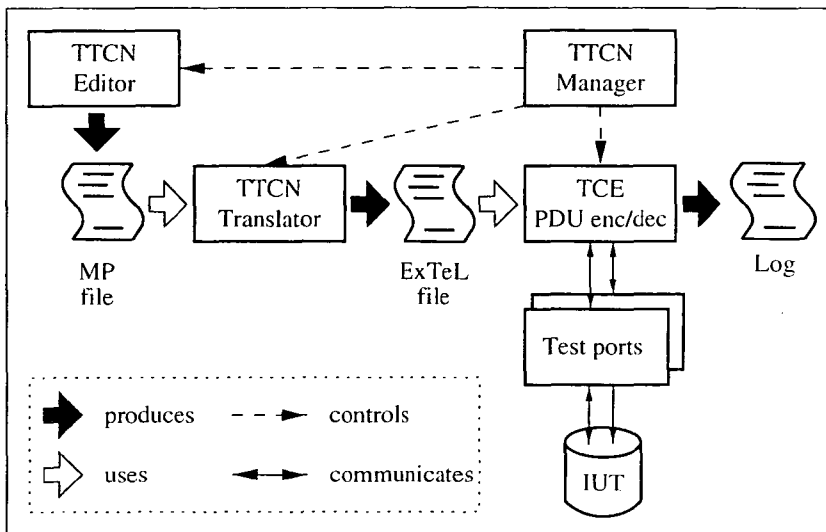 TTCN
Editor
TTCN
Manager
TTCN
Translator
TCE
PDU enc/dec
MP
file
ExTeL
file
Log
Test ports
IUT
produces
controls
uses
communicates